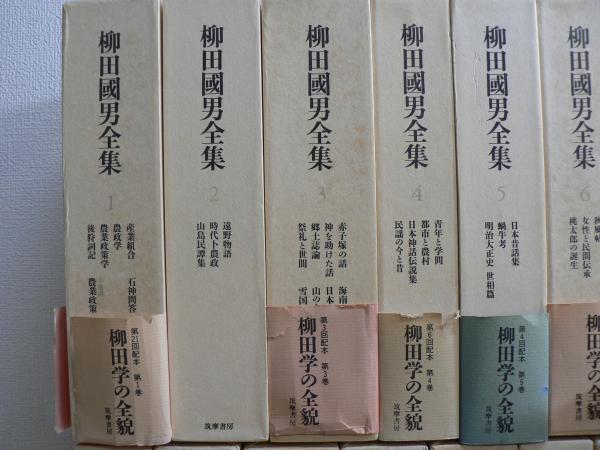 柳田國男全集
1
産業組合
農政学
農業政策学
後狩詞記
石神問答
農業政策
第21回配本 第1巻
柳田学の全貌
筑摩書房
柳田國男全集
2
遠野物語
時代ト農政
山島民譚集
筑摩書房
柳田國男全集
3
赤子塚の話
神を助けた話
郷土誌論
祭礼と世間
海南
日本
山の
雪国
第3回配本 第3巻
柳田学の全貌
筑摩書房
柳田國男全集
4
青年と学問
都市と農村
日本神話伝説集
民謡の今と昔
第6回配本 第4巻
柳田学の全貌
筑摩書房
柳田國男全集
5
日本昔話集
蝸牛考
明治大正史 世相篇
第4回配本 第5巻
柳田学の全貌
筑摩書房
柳田國男全集
6
秋風帖
女性と民間伝承
桃太郎の誕生
柳田学の全貌